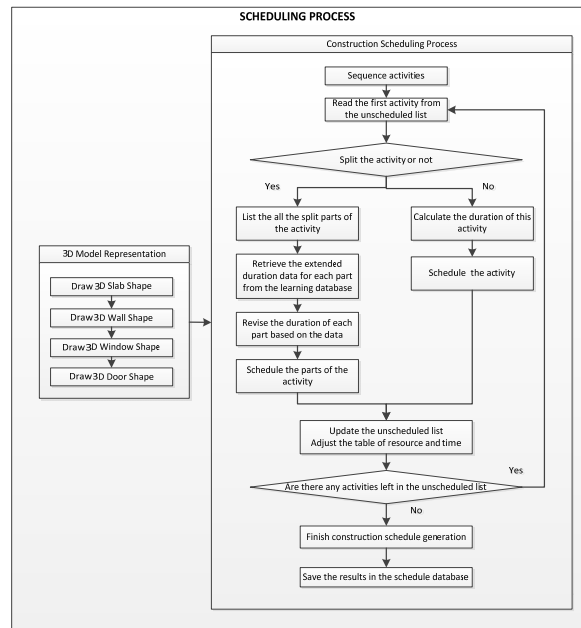 SCHEDULING PROCESS
Construction Scheduling Process
Sequence activities
Read the first activity from
the unscheduled list
Split the activity or not
Yes
No
List the all the split parts of
the activity
Calculate the duration of this
activity
Retrieve the extended
duration data for each part
from the learning database
Schedule the activity
Revise the duration of each
part based on the data
Schedule the parts of the
activity
3D Model Representation
Draw 3D Slab Shape
Draw 3D Wall Shape
Draw 3D Window Shape
Draw 3D Door Shape
Update the unscheduled list
Adjust the table of resource and time
Are there any activities left in the unscheduled list
Yes
No
Finish construction schedule generation
Save the results in the schedule database